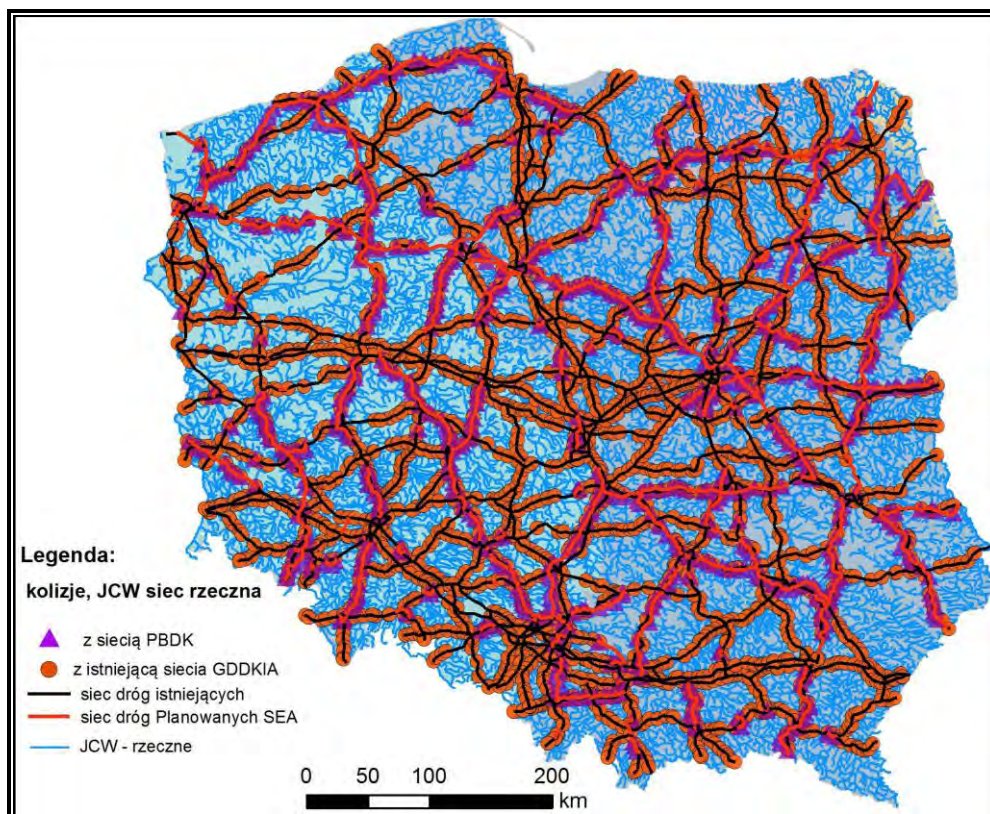 Legenda:
kolizje, JCW siec rzeczna
z siecią PBDK
z istniejącą siecia GDDKIA
siec dróg istniejących
siec dróg Planowanych SEA
JCW - rzeczne
0 50 100 200
km